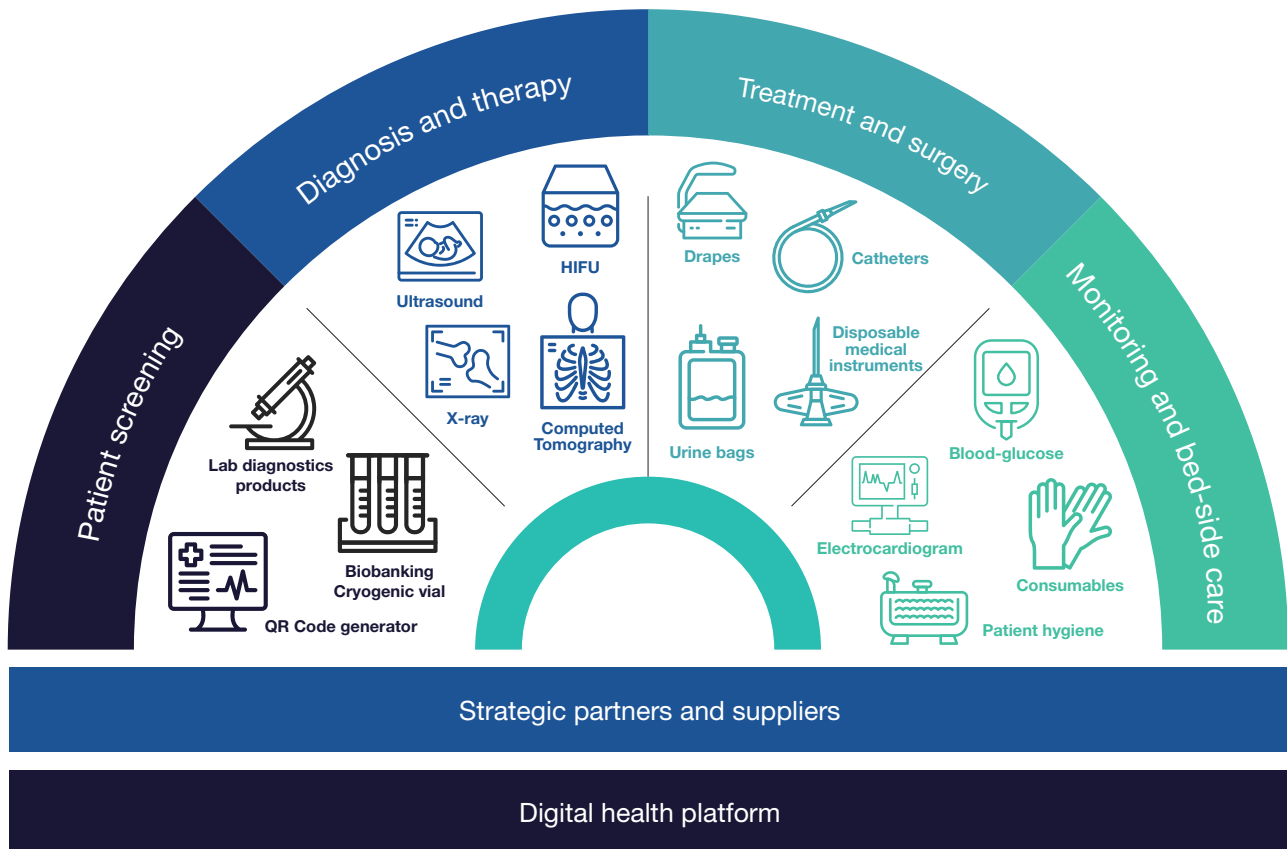 Patient screening
Diagnosis and therapy
Treatment and surgery
Monitoring and bed-side care
Lab diagnostics
products
Biobanking
Cryogenic vial
QR Code generator
Ultrasound
HIFU
X-ray
Computed
Tomography
Drapes
Catheters
Urine bags
Disposable
medical
instruments
Blood-glucose
Electrocardiogram
Consumables
Patient hygiene
Strategic partners and suppliers
Digital health platform